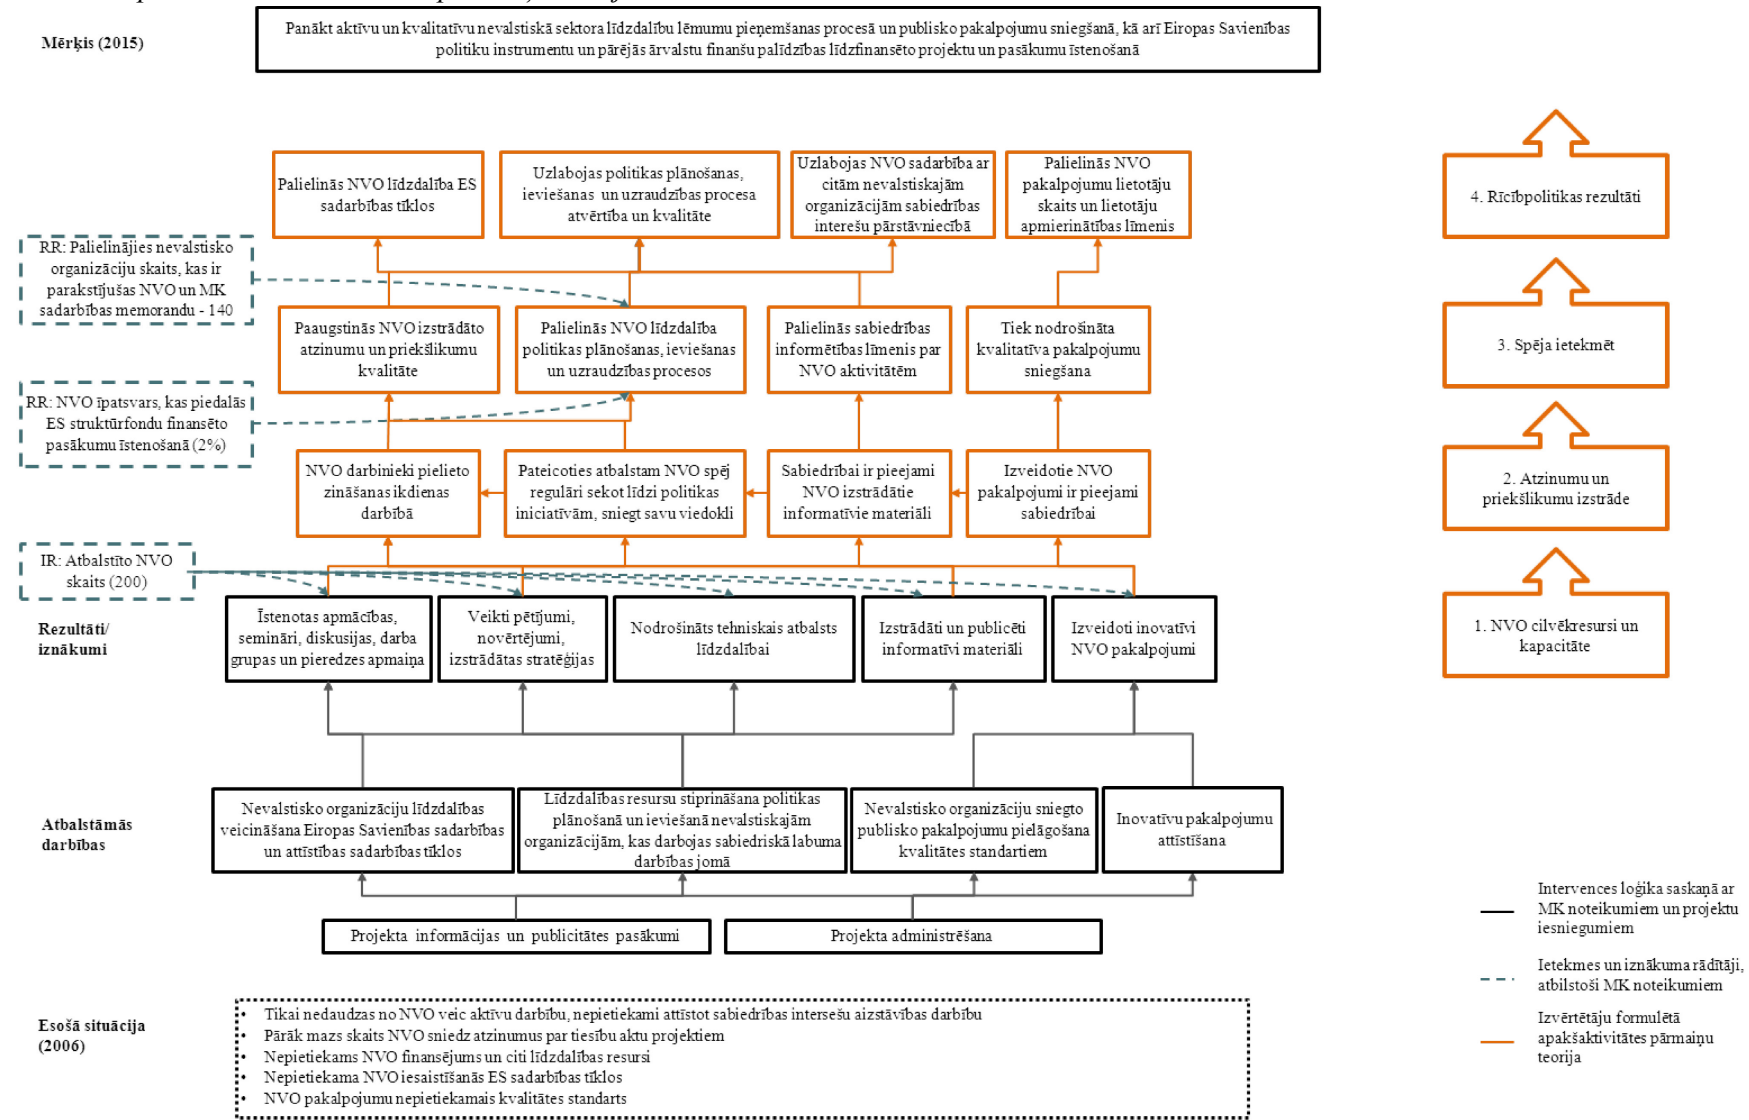 Mērķis (2015)
Panākt aktīvu un kvalitatīvu nevalstiskā sektora līdzdalību lēmumu pieņemšanas procesā un publisko pakalpojumu sniegšanā, kā arī Eiropas Savienības
politiku instrumentu un pārējās ārvalstu finanšu palīdzības līdzfinansēto projektu un pasākumu īstenošanā
Palielinās NVO līdzdalība ES
sadarbības tīklos
Uzlabojas politikas plānošanas,
ieviešanas un uzraudzības procesa
atvērtība un kvalitāte
Uzlabojas NVO sadarbība ar
citām nevalstiskajām
organizācijām sabiedrības
interešu pārstāvniecībā
Palielinās NVO
pakalpojumu lietotāju
skaits un lietotāju
apmierinātības līmenis
4. Rīcībpolitikas rezultāti
RR: Palielinājies nevalstisko
organizāciju skaits, kas ir
parakstījušas NVO un MK
sadarbības memorandu - 140
Paaugstinās NVO izstrādāto
atzinumu un priekšlikumu
kvalitāte
Palielinās NVO līdzdalība
politikas plānošanas, ieviešanas
un uzraudzības procesos
Palielinās sabiedrības
informētības līmenis par
NVO aktivitātēm
Tiek nodrošināta
kvalitatīva pakalpojumu
sniegšana
3. Spēja ietekmēt
RR: NVO īpatsvars, kas piedalās
ES struktūrfondu finansēto
pasākumu īstenošanā (2%)
NVO darbinieki pielieto
zināšanas ikdienas
darbībā
Pateicoties atbalstam NVO spēj
regulāri sekot līdzi politikas
iniciatīvām, sniegt savu viedokli
Sabiedrībai ir pieejami
NVO izstrādātie
informatīvie materiāli
Izveidotie NVO
pakalpojumi ir pieejami
sabiedrībai
2. Atzinumu un
priekšlikumu izstrāde
IR: Atbalstīto NVO
skaits (200)
Rezultāti/
iznākumi
Īstenotas apmācības,
semināri, diskusijas, darba
grupas un pieredzes apmaiņa
Veikti pētījumi,
novērtējumi,
izstrādātas stratēģijas
Nodrošināts tehniskais atbalsts
līdzdalībai
Izstrādāti un publicēti
informatīvi materiāli
Izveidoti inovatīvi
NVO pakalpojumi
1. NVO cilvēkresursi un
kapacitāte
Atbalstāmās
darbības
Nevalstisko organizāciju līdzdalības
veicināšana Eiropas Savienības sadarbības
un attīstības sadarbības tīklos
Līdzdalības resursu stiprināšana politikas
plānošanā un ieviešanā nevalstiskajām
organizācijām, kas darbojas sabiedriskā labuma
darbības jomā
Nevalstisko organizāciju sniegto
publisko pakalpojumu pielāgošana
kvalitātes standartiem
Inovatīvu pakalpojumu
attīstīšana
Projekta informācijas un publicitātes pasākumi
Projekta administrēšana
Intervences loģika saskaņā ar
MK noteikumiem un projektu
iesniegumiem
Ietekmes un iznākuma rādītāji,
atbilstoši MK noteikumiem
Izvērtētāju formulētā
apakšaktivitātes pārmaiņu
teorija
Esošā situācija
(2006)
• Tikai nedaudzas no NVO veic aktīvu darbību, nepietiekami attīstot sabiedrības intersešu aizstāvības darbību
• Pārāk mazs skaits NVO sniedz atzinumus par tiesību aktu projektiem
• Nepietiekams NVO finansējums un citi līdzdalības resursi
• Nepietiekama NVO iesaistīšanās ES sadarbības tīklos
• NVO pakalpojumu nepietiekamais kvalitātes standarts